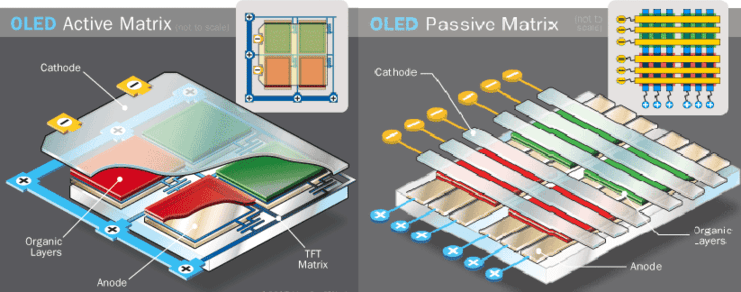 OLED Active Matrix (not to scale)
Cathode
Organic
Layers
Anode
TFT
Matrix
OLED Passive Matrix (not to
scale)
Cathode
Organic
Layers
Anode